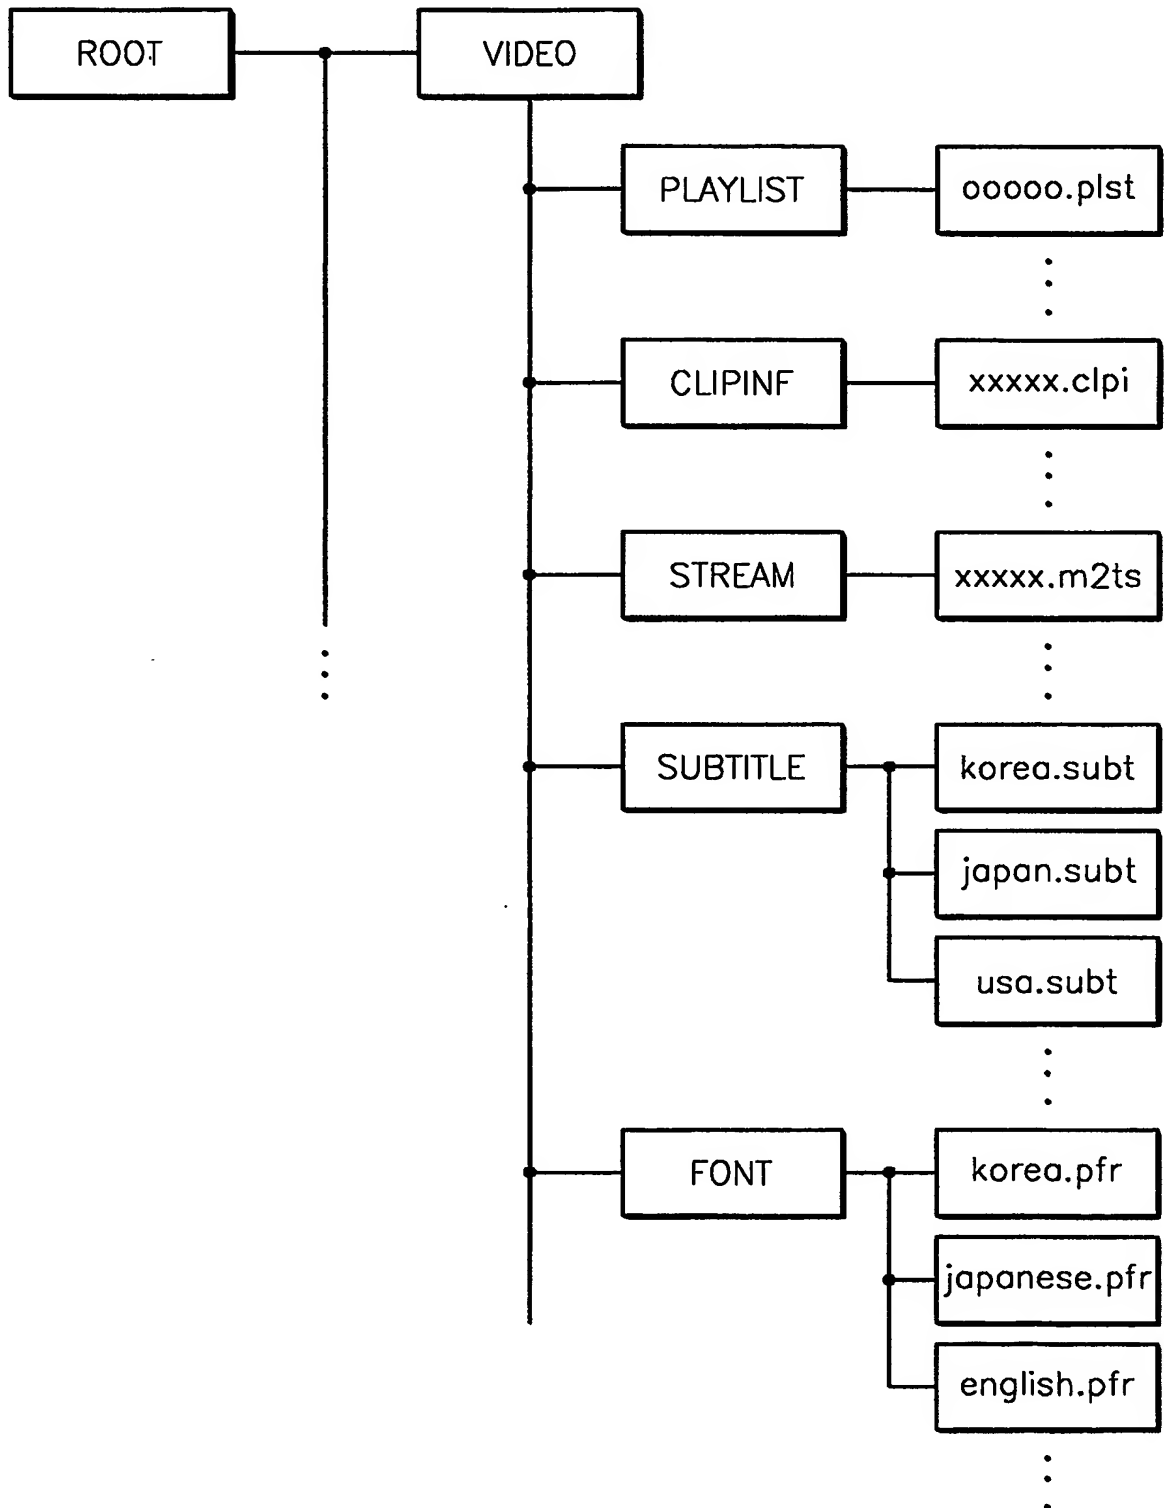 ROOT
VIDEO
PLAYLIST
ooooo.plst
CLIPINF
xxxxx.clpi
STREAM
xxxxx.m2ts
SUBTITLE
korea.subt
japan.subt
usa.subt
FONT
korea.pfr
japanese.pfr
english.pfr